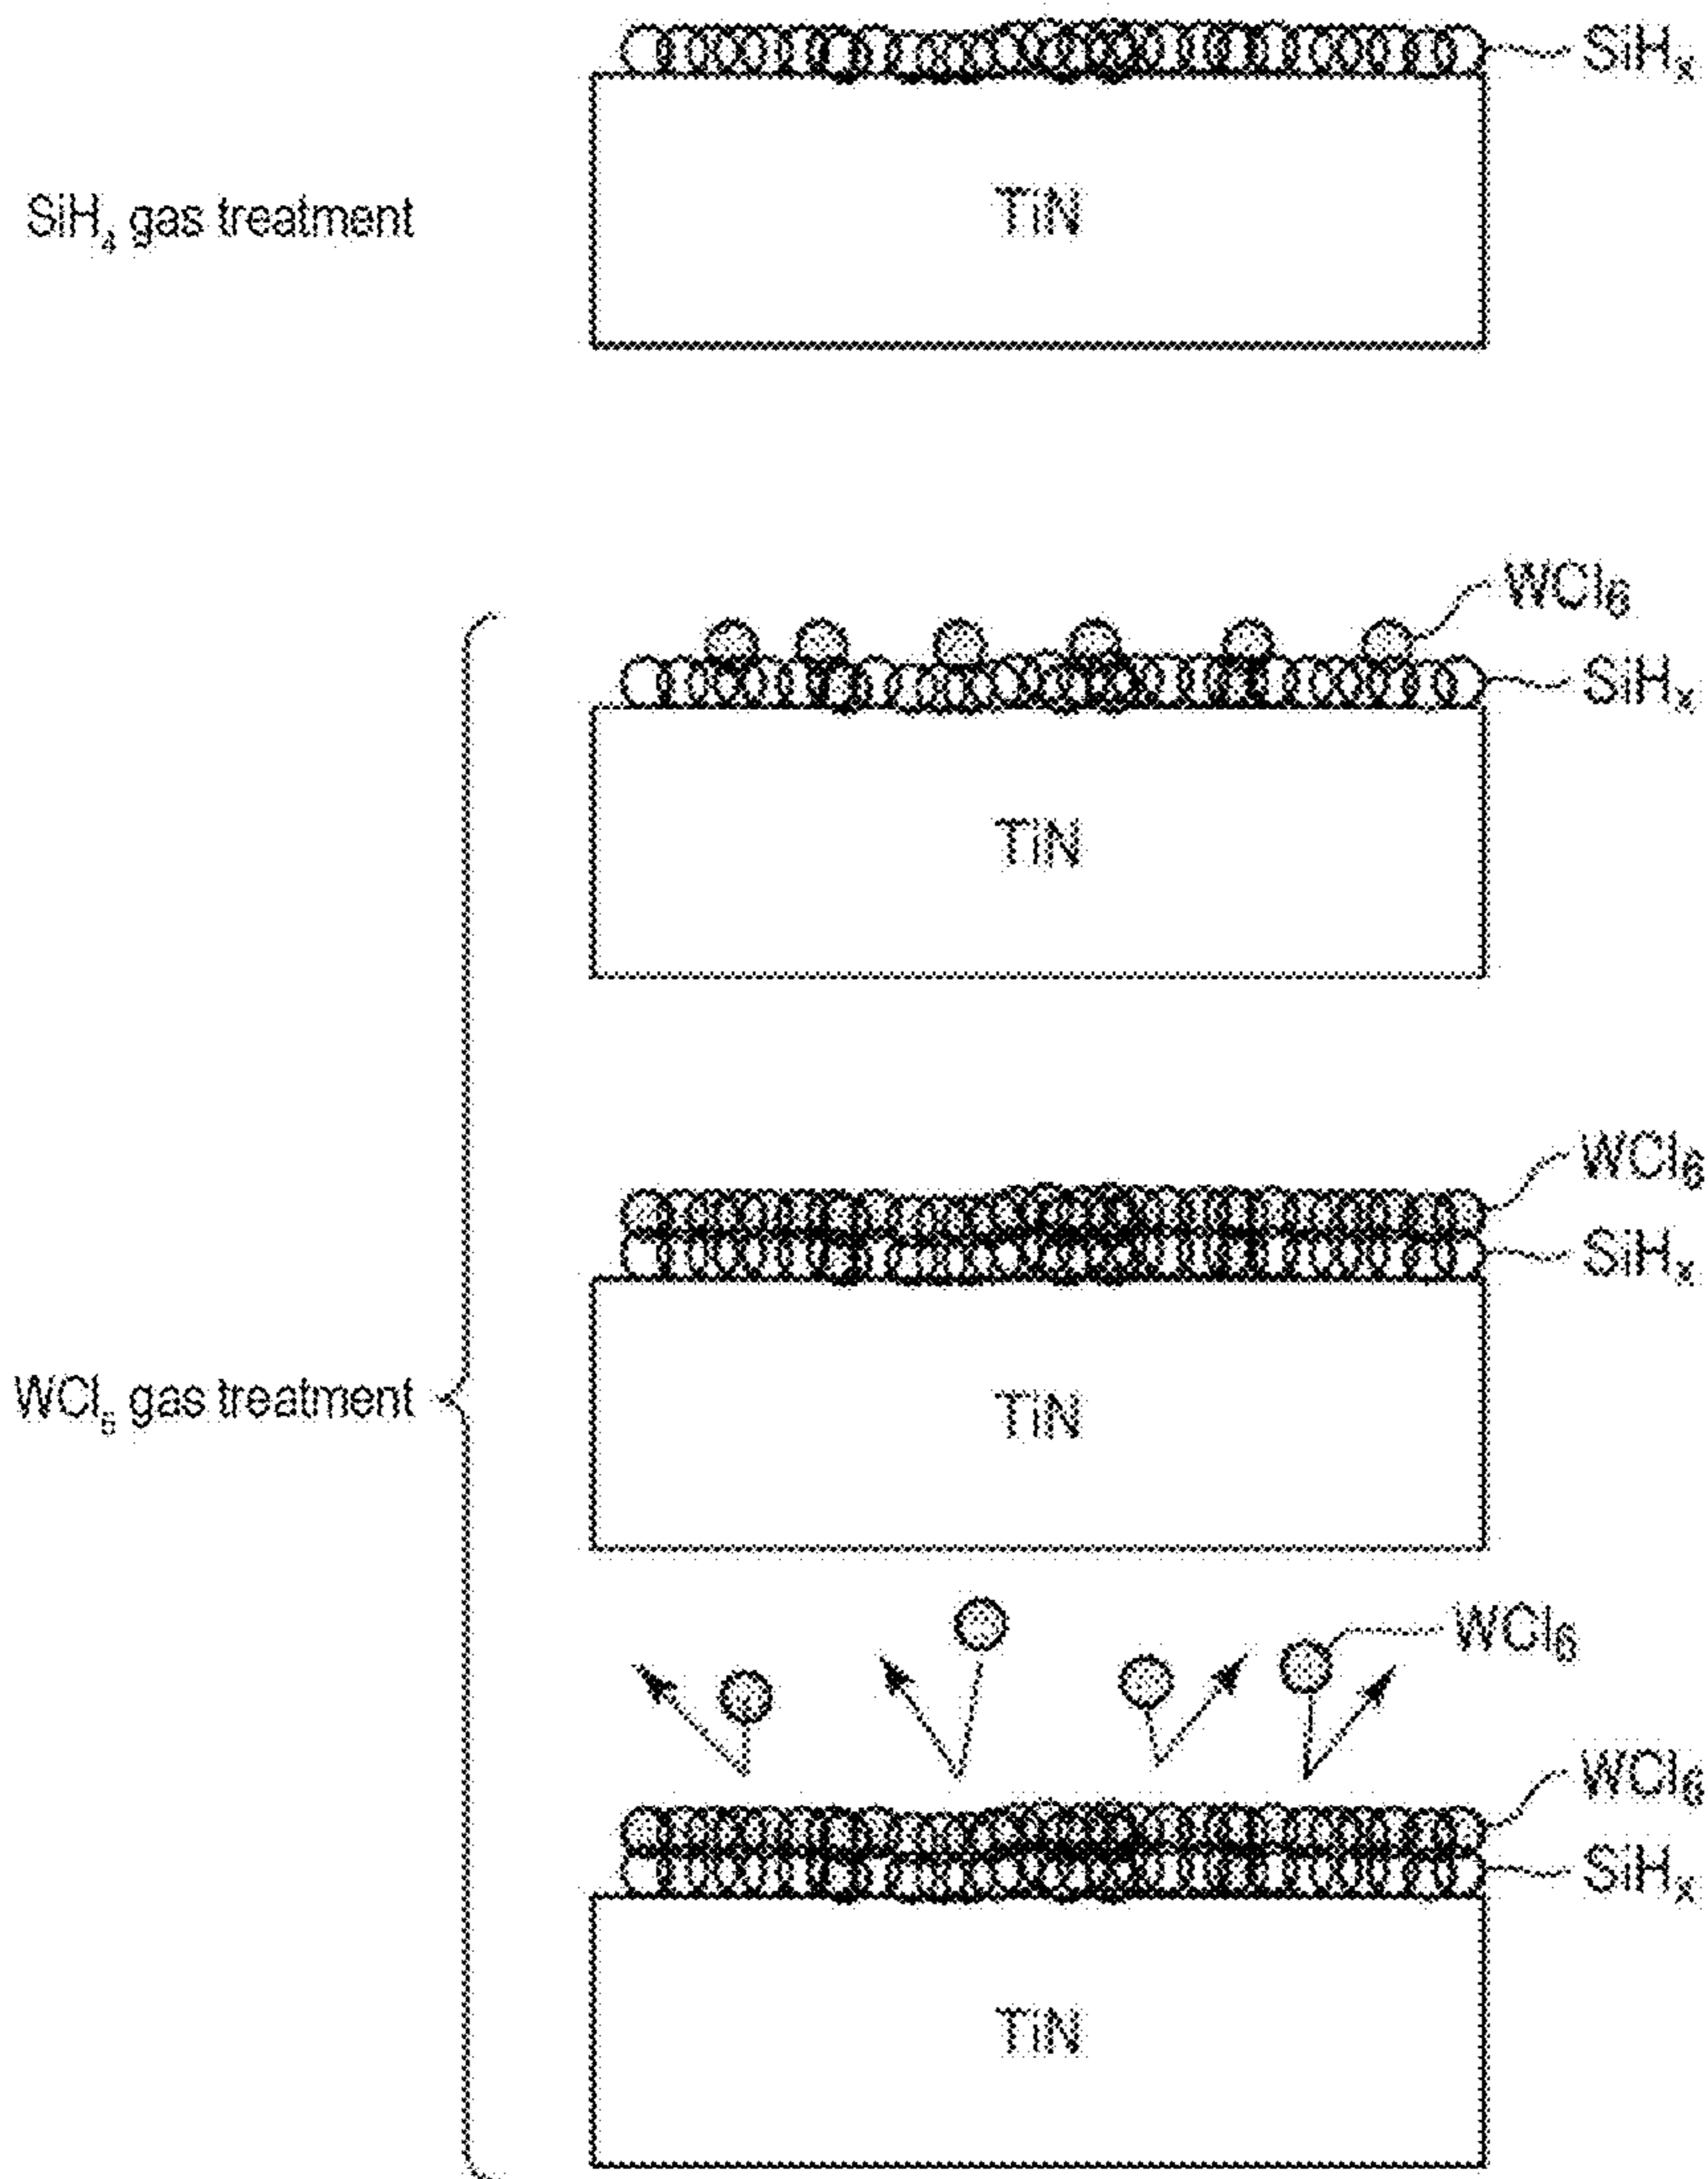 SiHₓ
TiN
SiH₄ gas treatment
WCl₆
SiHₓ
TiN
WCl₆
SiHₓ
WCl₆ gas treatment
TiN
WCl₆
WCl₆
SiHₓ
TiN